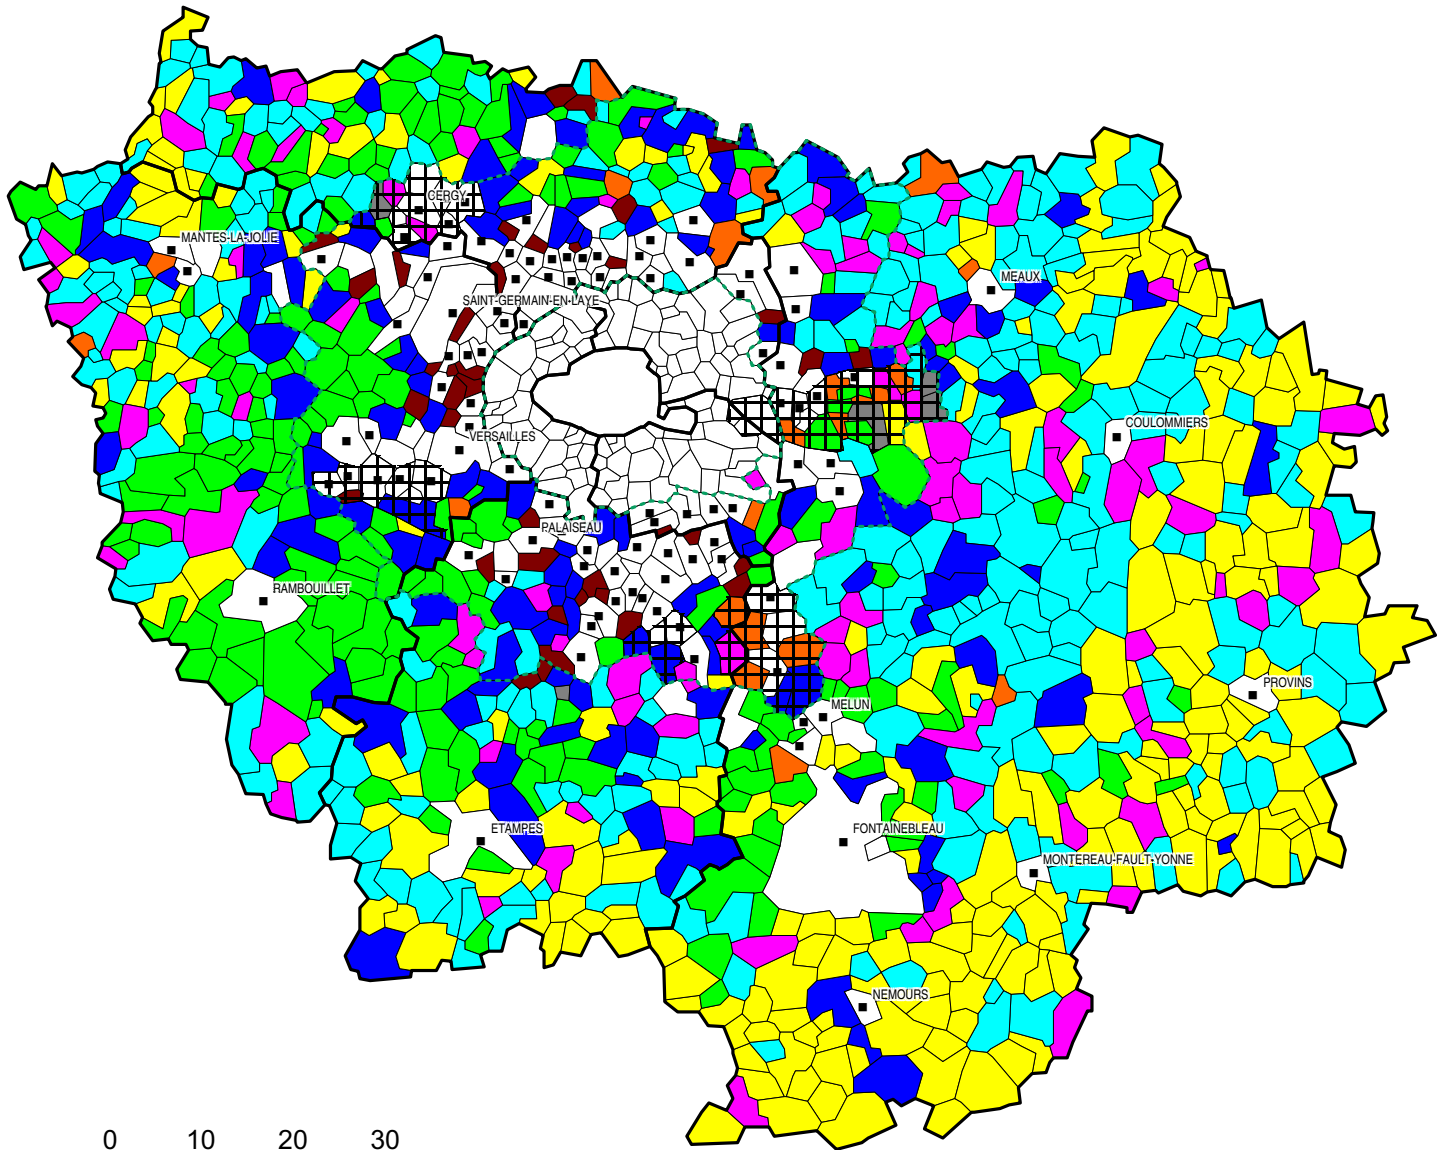 CERGY
MANTES-LA-JOLIE
MEAUX
SAINT-GERMAIN-EN-LAYE
COULOMMIERS
VERSAILLES
PALAISEAU
RAMBOUILLET
PROVINS
MELUN
ETAMPES
FONTAINEBLEAU
MONTEREAU-FAULT-YONNE
NEMOURS
0 10 20 30